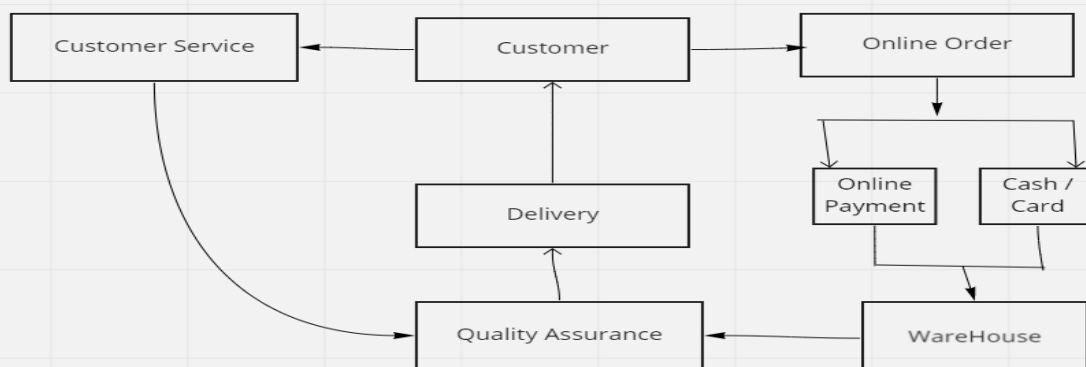 Customer Service
Customer
Online Order
Online
Payment
Cash /
Card
Delivery
Quality Assurance
WareHouse